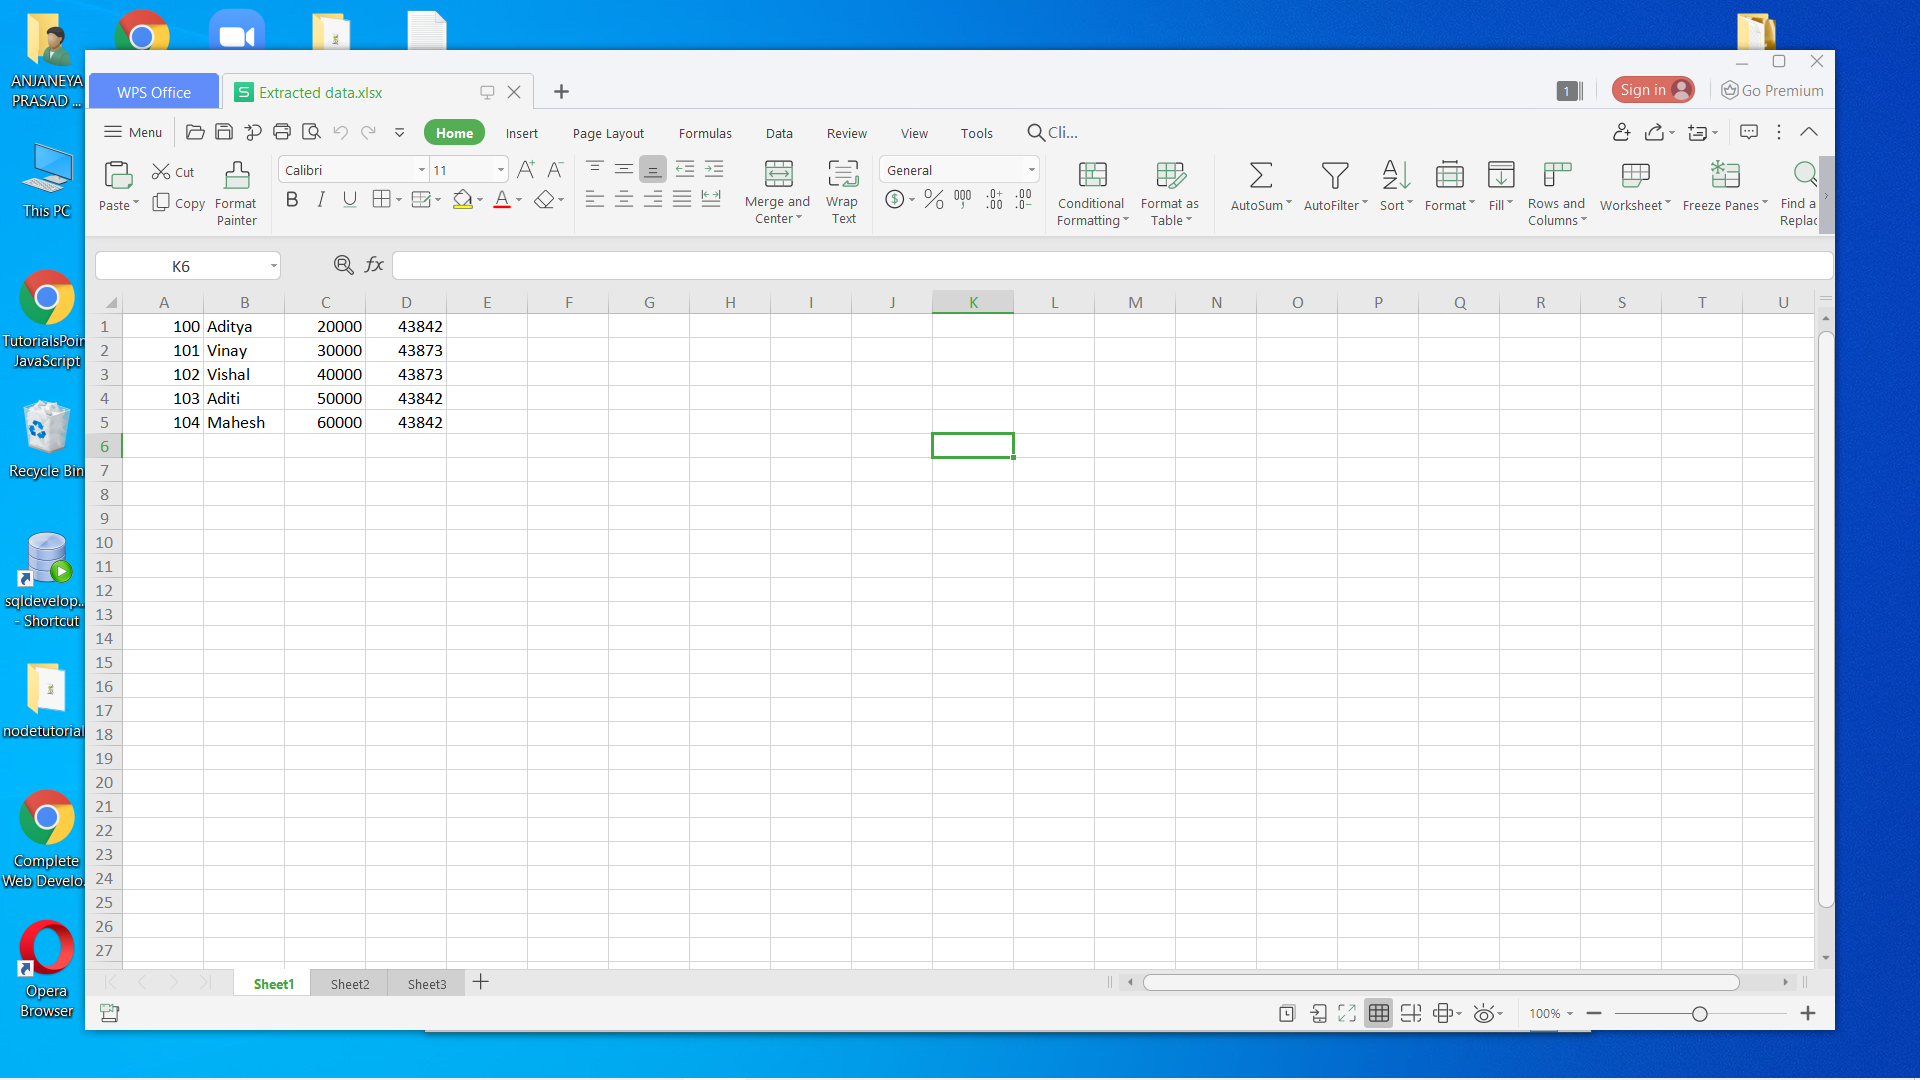 ANJANEYA
PRASAD ...
This PC
TutorialsPoin
JavaScript
Recycle Bin
sqldevelop...
- Shortcut
nodetutorial
Complete
Web Develo.
Opera
Browser
WPS Office
Extracted data.xlsx
1
Sign in
Go Premium
Menu
Home
Insert
Page Layout
Formulas
Data
Review
View
Tools
Cli...
Paste
Cut
Copy
Format
Painter
Calibri
11
Merge and
Center
Wrap
Text
General
Conditional
Formatting
Format as
Table
AutoSum
AutoFilter
Sort
Format
Fill
Rows and
Columns
Worksheet
Freeze Panes
Find a
Replac
K6
fx
A B C D E F G H I J K L M N O P Q R S T U
1 100 Aditya 20000 43842
2 101 Vinay 30000 43873
3 102 Vishal 40000 43873
4 103 Aditi 50000 43842
5 104 Mahesh 60000 43842
6
7
8
9
10
11
12
13
14
15
16
17
18
19
20
21
22
23
24
25
26
27
Sheet1
Sheet2
Sheet3
100%